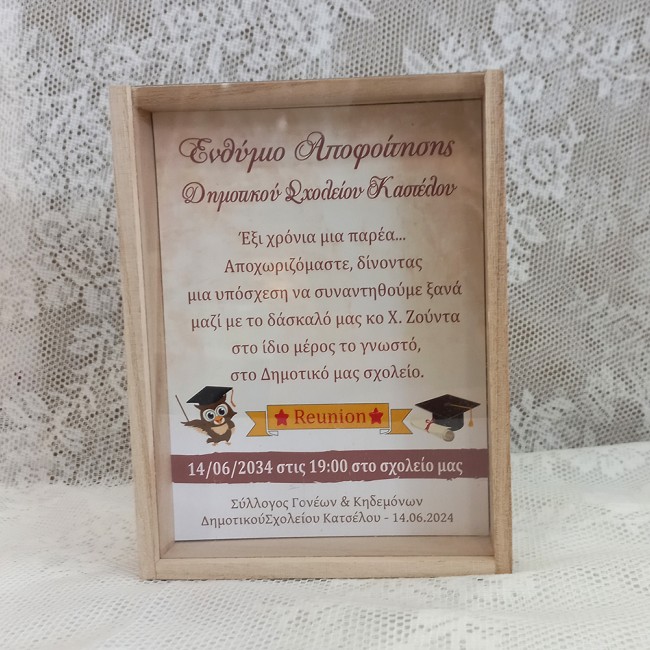 Ενθύμιο Αποφοίτησης
Δημοτικού Σχολείου Καστέλου
Έξι χρόνια μια παρέα...
Αποχωριζόμαστε, δίνοντας
μια υπόσχεση να συναντηθούμε ξανά
μαζί με το δάσκαλό μας κο Χ. Ζούντα
στο ίδιο μέρος το γνωστό,
στο Δημοτικό μας σχολείο.
Reunion
14/06/2034 στις 19:00 στο σχολείο μας
Σύλλογος Γονέων & Κηδεμόνων
ΔημοτικούΣχολείου Κατσέλου - 14.06.2024